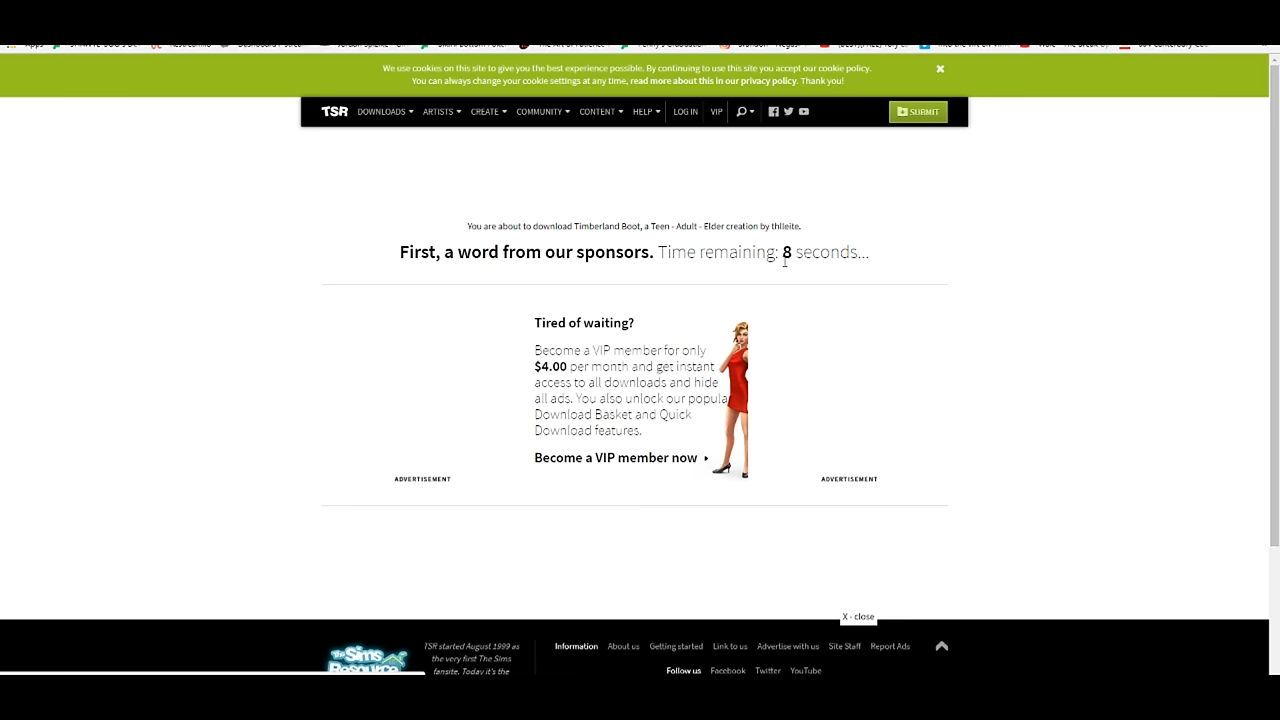 Apps
We use cookies on this site to give you the best experience possible. By continuing to use this site you accept our cookie policy.
You can always change your cookie settings at any time, read more about this in our privacy policy. Thank you!
TSR DOWNLOADS ARTISTS CREATE COMMUNITY CONTENT HELP LOG IN VIP SUBMIT
You are about to download Timberland Boot, a Teen - Adult - Elder creation by thlleite.
First, a word from our sponsors. Time remaining: 8 seconds...
Tired of waiting?
Become a VIP member for only
$4.00 per month and get instant
access to all downloads and hide
all ads. You also unlock our popula
Download Basket and Quick
Download features.
Become a VIP member now
ADVERTISEMENT ADVERTISEMENT
X - close
The Sims Resource
TSR started August 1999 as
the very first The Sims
fansite. Today it's the
Information About us Getting started Link to us Advertise with us Site Staff Report Ads
Follow us Facebook Twitter YouTube